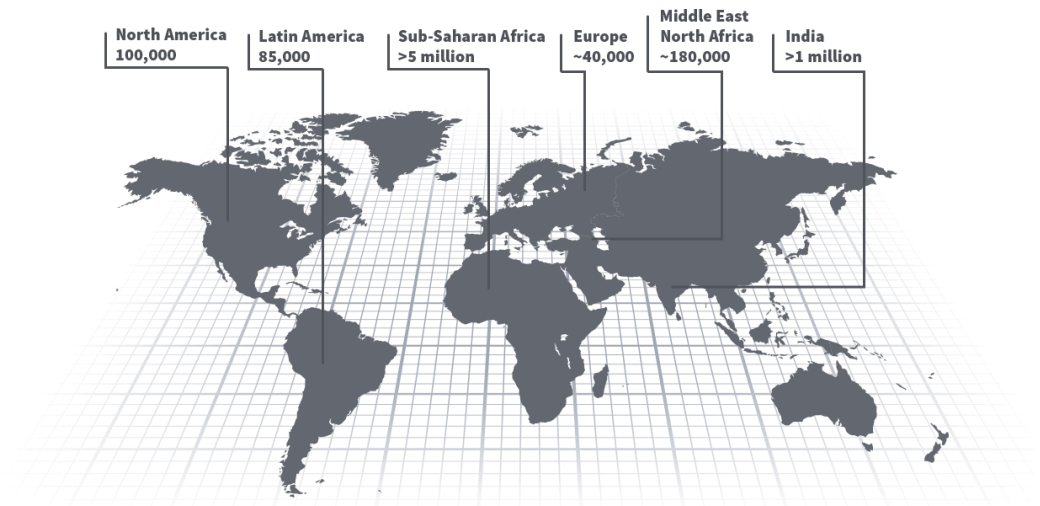 North America
100,000
Latin America
85,000
Sub-Saharan Africa
>5 million
Europe
~40,000
Middle East
North Africa
~180,000
India
>1 million